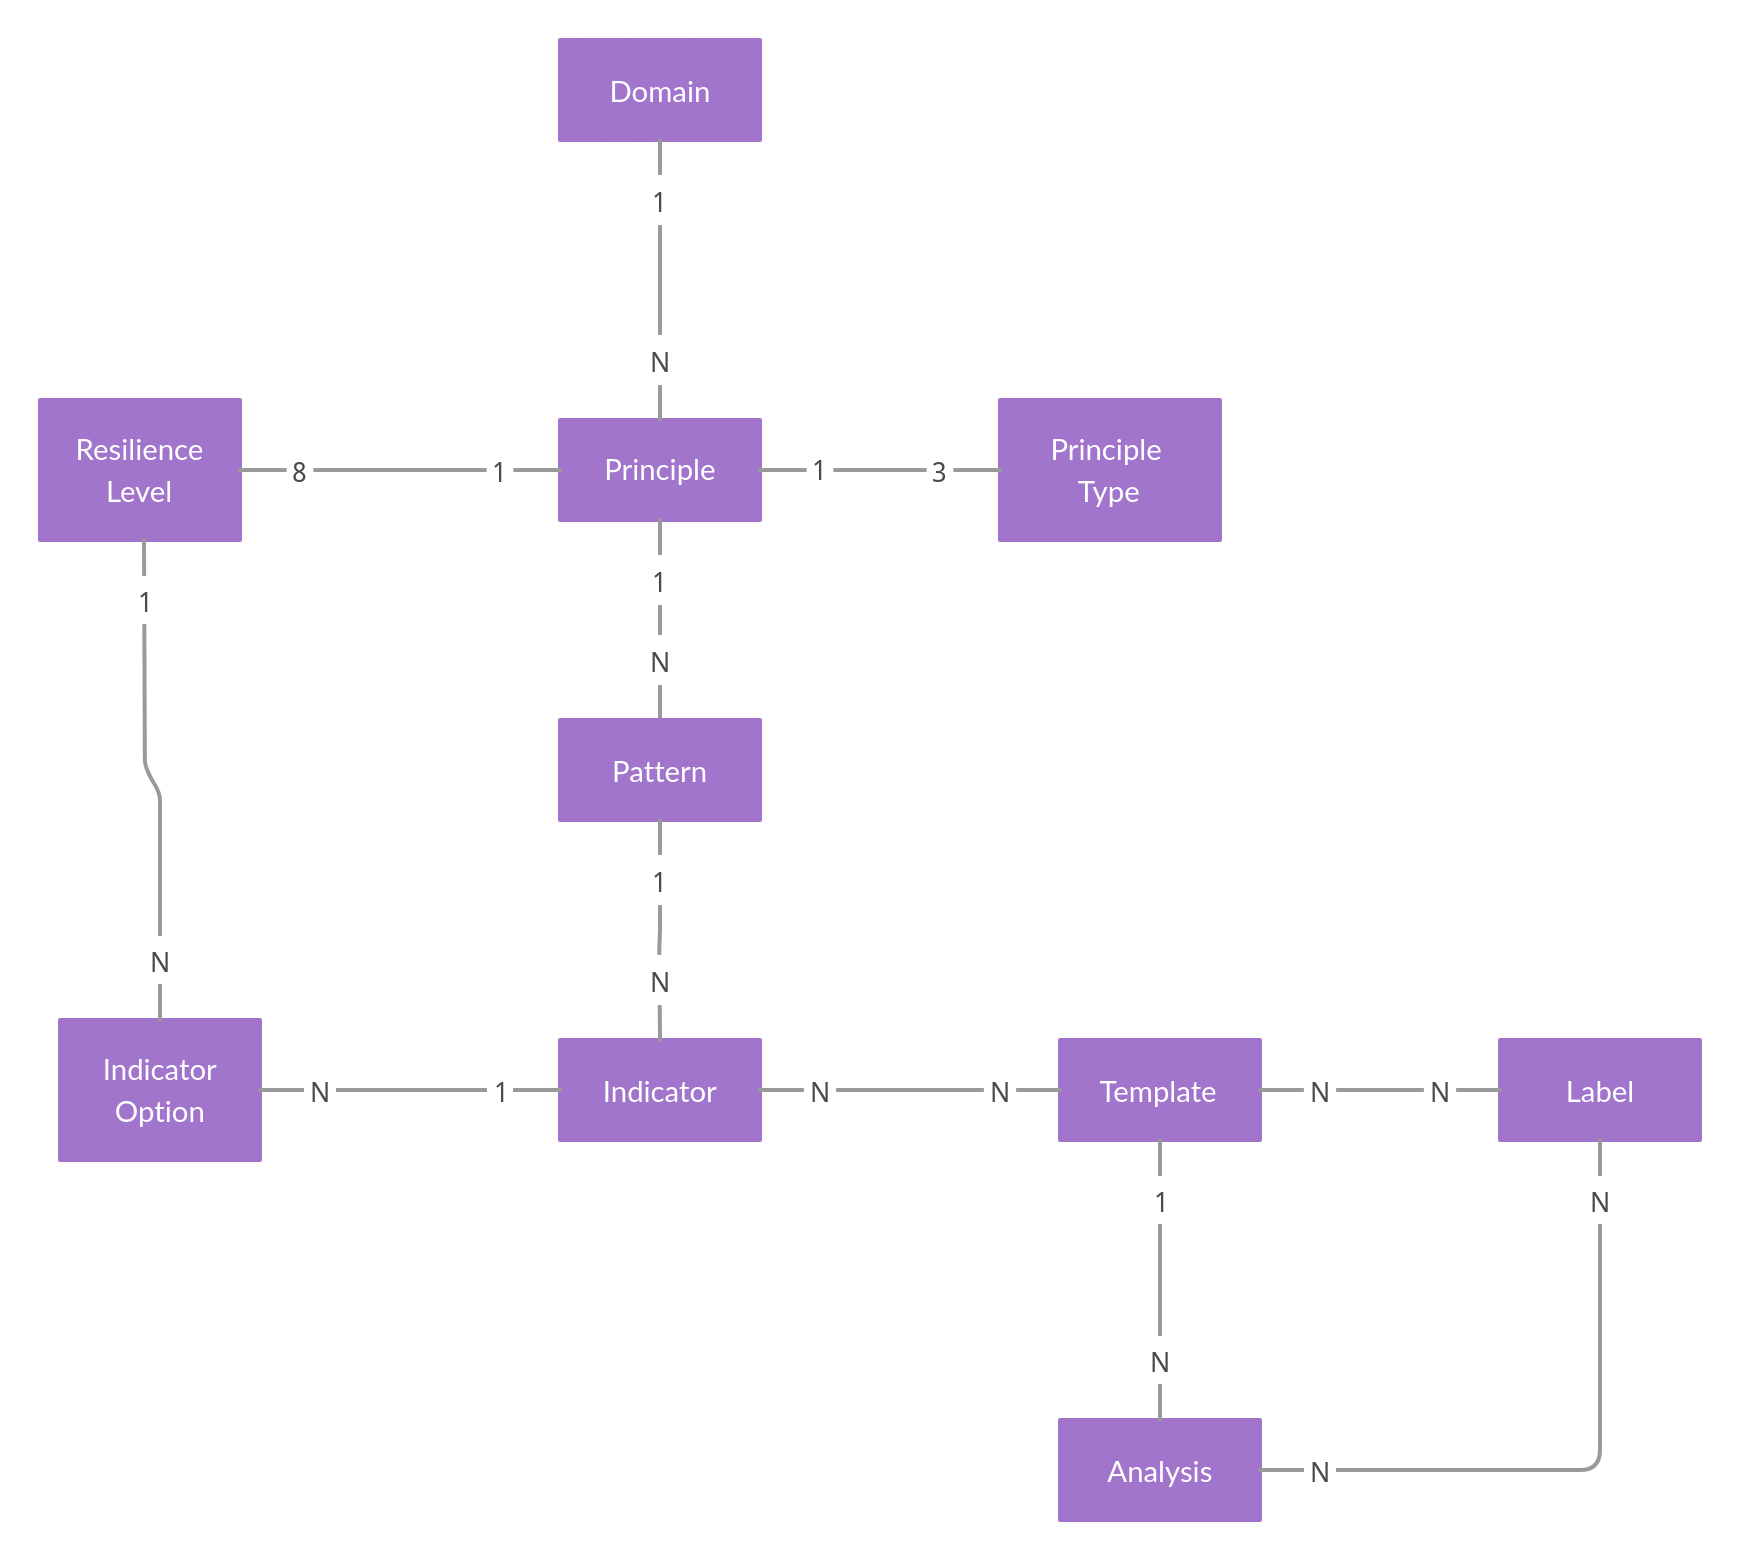 Domain
1
N
Resilience
Level
8
1
Principle
1
3
Principle
Type
1
1
N
Pattern
1
N
N
Indicator
Option
N
1
Indicator
N
N
Template
N
N
Label
1
N
N
Analysis
N